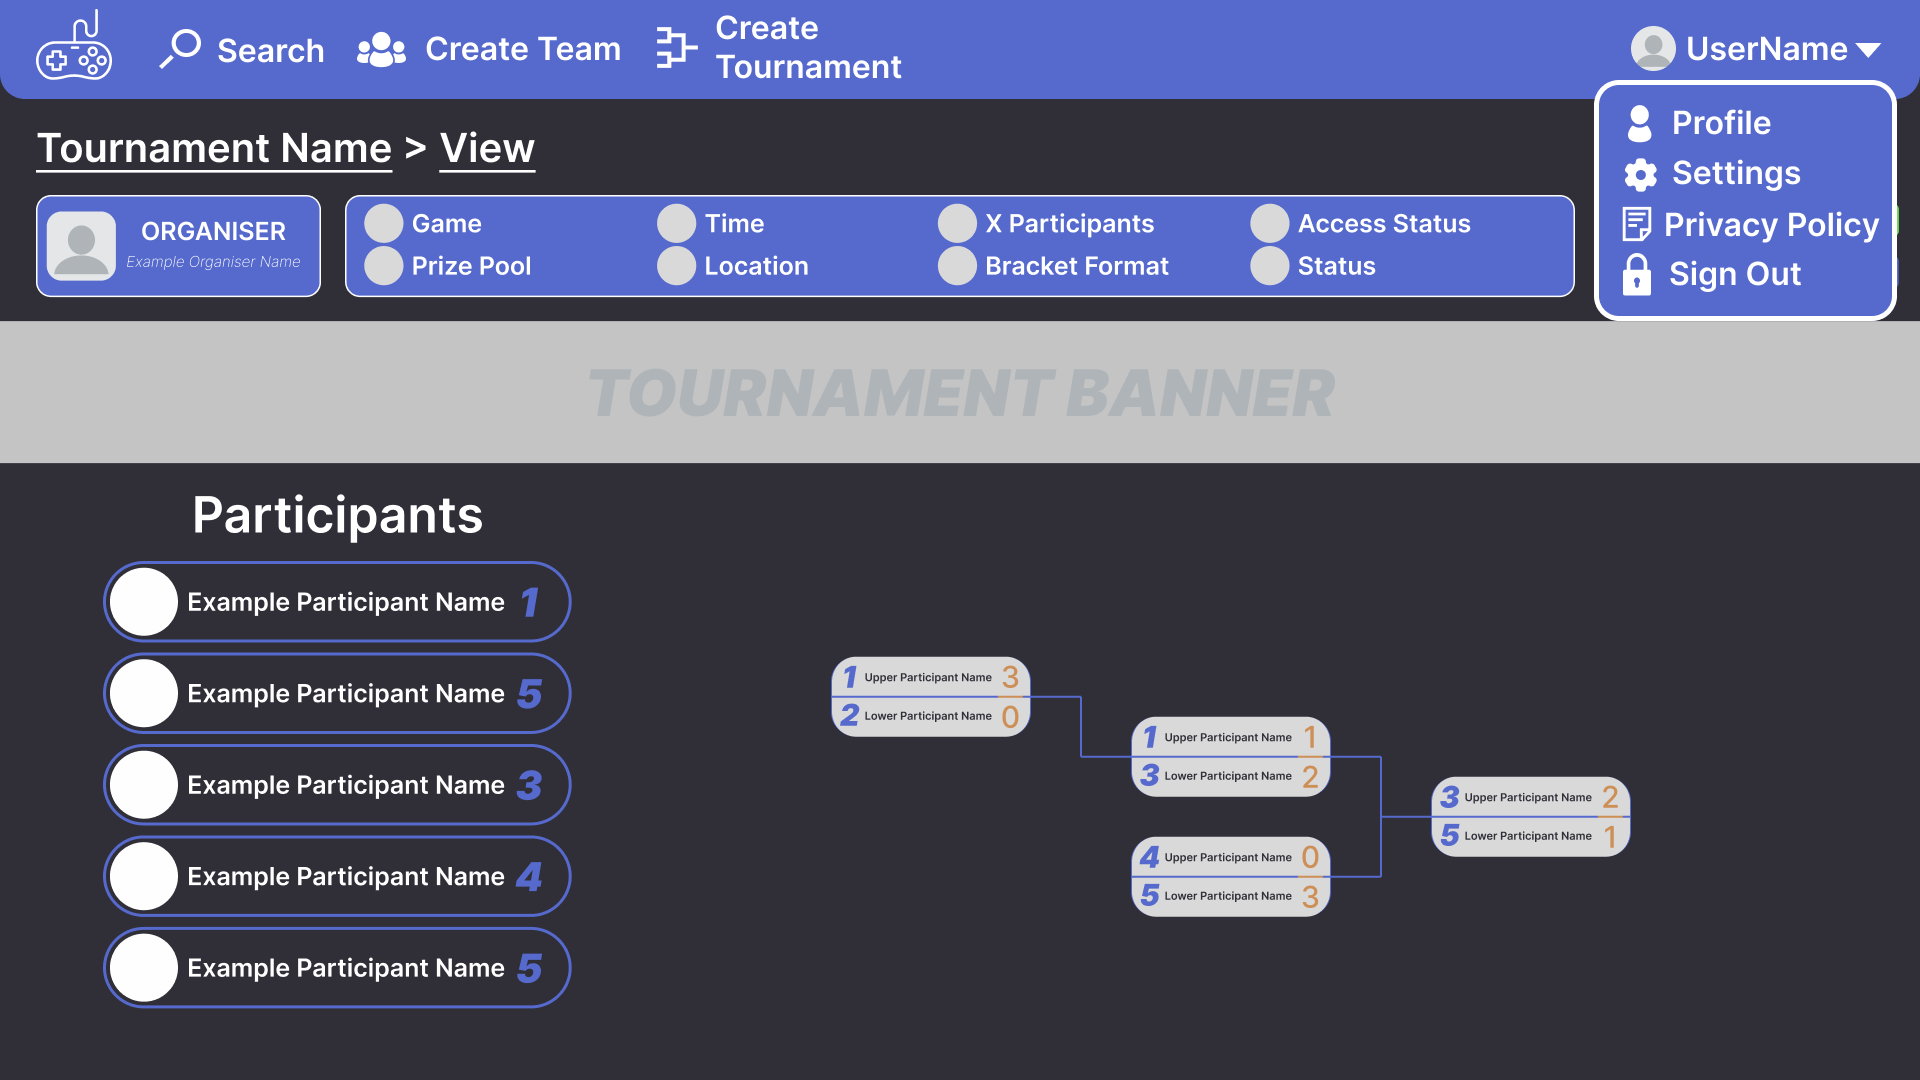 Search
Create Team
Create
Tournament
UserName
Profile
Settings
Privacy Policy
Sign Out
Tournament Name > View
ORGANISER
Example Organiser Name
Game
Time
X Participants
Access Status
Prize Pool
Location
Bracket Format
Status
TOURNAMENT BANNER
Participants
Example Participant Name 1
Example Participant Name 5
Example Participant Name 3
Example Participant Name 4
Example Participant Name 5
1 Upper Participant Name 3
2 Lower Participant Name 0
1 Upper Participant Name 1
3 Lower Participant Name 2
4 Upper Participant Name 0
5 Lower Participant Name 3
3 Upper Participant Name 2
5 Lower Participant Name 1